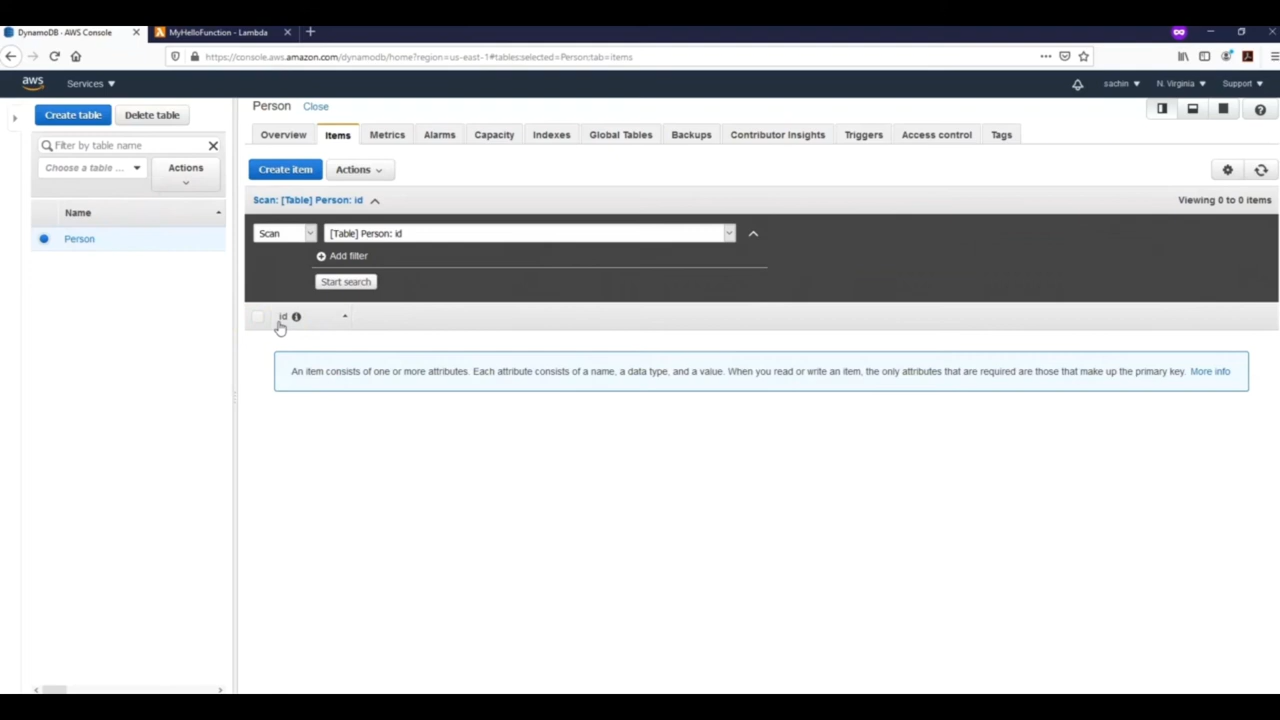 DynamoDB - AWS Console
MyHelloFunction - Lambda
https://console.aws.amazon.com/dynamodb/home?region=us-east-1#tables:selected=Person;tab=items
aws Services sachin N. Virginia Support
Create table Delete table
Filter by table name
Choose a table ... Actions
Name
Person
Person Close
Overview Items Metrics Alarms Capacity Indexes Global Tables Backups Contributor Insights Triggers Access control Tags
Create item Actions
Scan: [Table] Person: id Viewing 0 to 0 items
Scan [Table] Person: id
Add filter
Start search
id
An item consists of one or more attributes. Each attribute consists of a name, a data type, and a value. When you read or write an item, the only attributes that are required are those that make up the primary key. More info